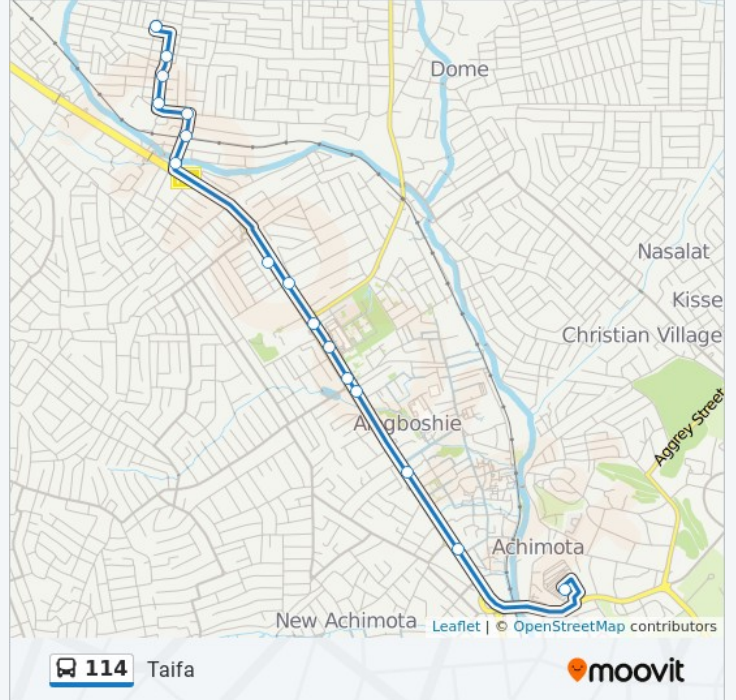 Dome
Nasalat
Kisse
Christian Village
Aggrey Street
Achimota
New Achimota
Leaflet | © OpenStreetMap contributors
114 Taifa
moovit